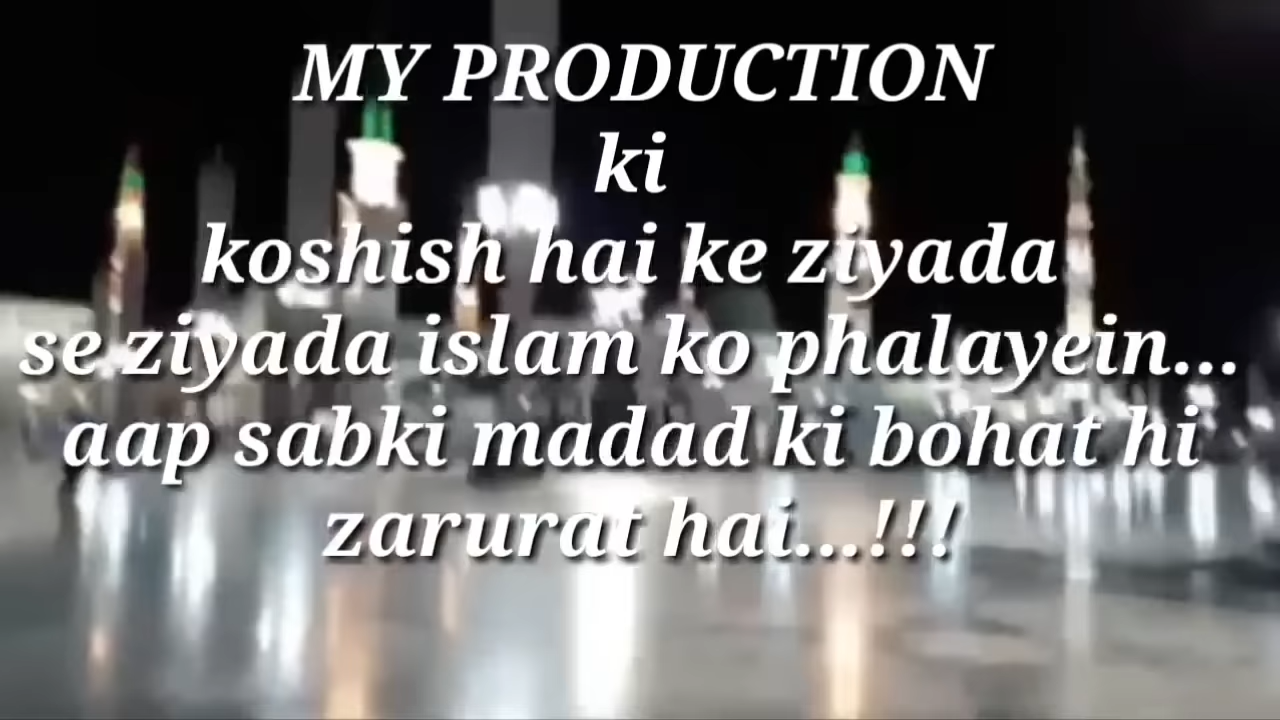 MY PRODUCTION
ki
koshish hai ke ziyada
se ziyada islam ko phalayein...
aap sabki madad ki bohat hi
zarurat hai...!!!